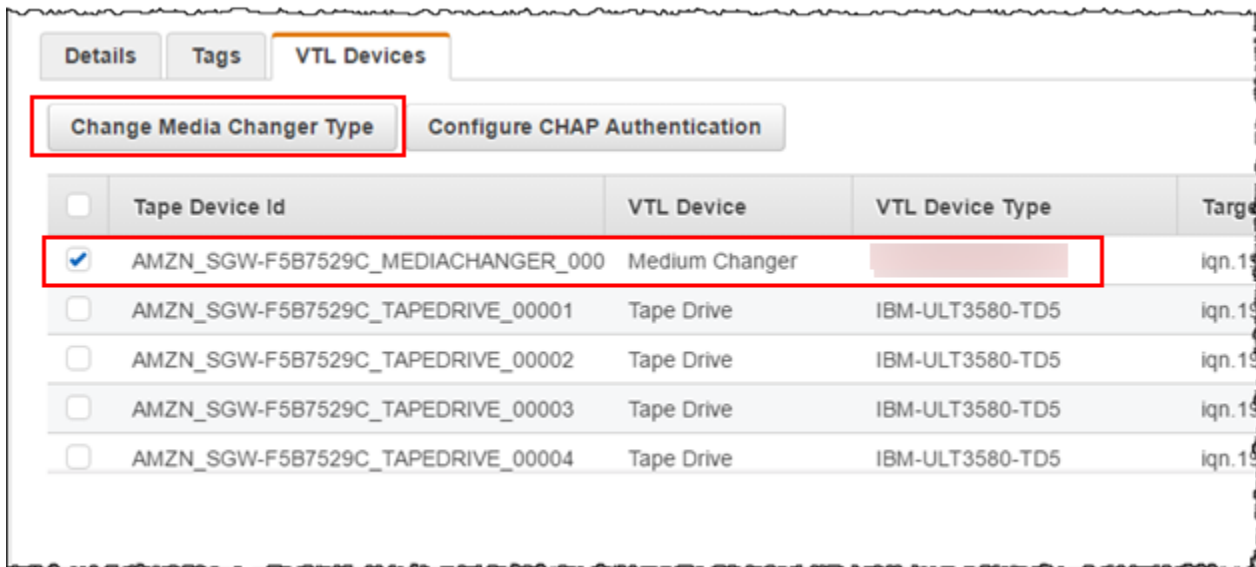 Details Tags VTL Devices
Change Media Changer Type Configure CHAP Authentication
Tape Device Id VTL Device VTL Device Type
AMZN_SGW-F5B7529C_MEDIACHANGER_000 Medium Changer
AMZN_SGW-F5B7529C_TAPEDRIVE_00001 Tape Drive IBM-ULT3580-TD5
AMZN_SGW-F5B7529C_TAPEDRIVE_00002 Tape Drive IBM-ULT3580-TD5
AMZN_SGW-F5B7529C_TAPEDRIVE_00003 Tape Drive IBM-ULT3580-TD5
AMZN_SGW-F5B7529C_TAPEDRIVE_00004 Tape Drive IBM-ULT3580-TD5